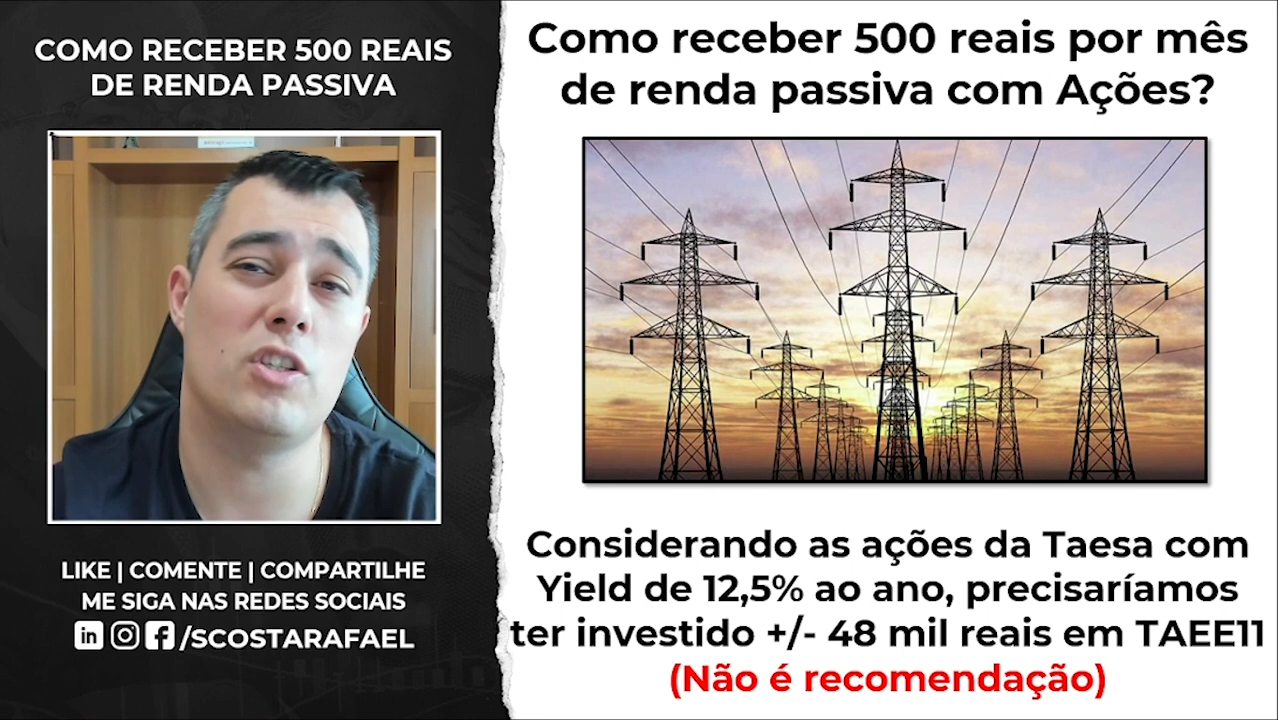 COMO RECEBER 500 REAIS
DE RENDA PASSIVA
LIKE | COMENTE | COMPARTILHE
ME SIGA NAS REDES SOCIAIS
in f /SCOSTARAFAEL
Como receber 500 reais por mês
de renda passiva com Ações?
Considerando as ações da Taesa com
Yield de 12,5% ao ano, precisaríamos
ter investido +/- 48 mil reais em TAEE11
(Não é recomendação)